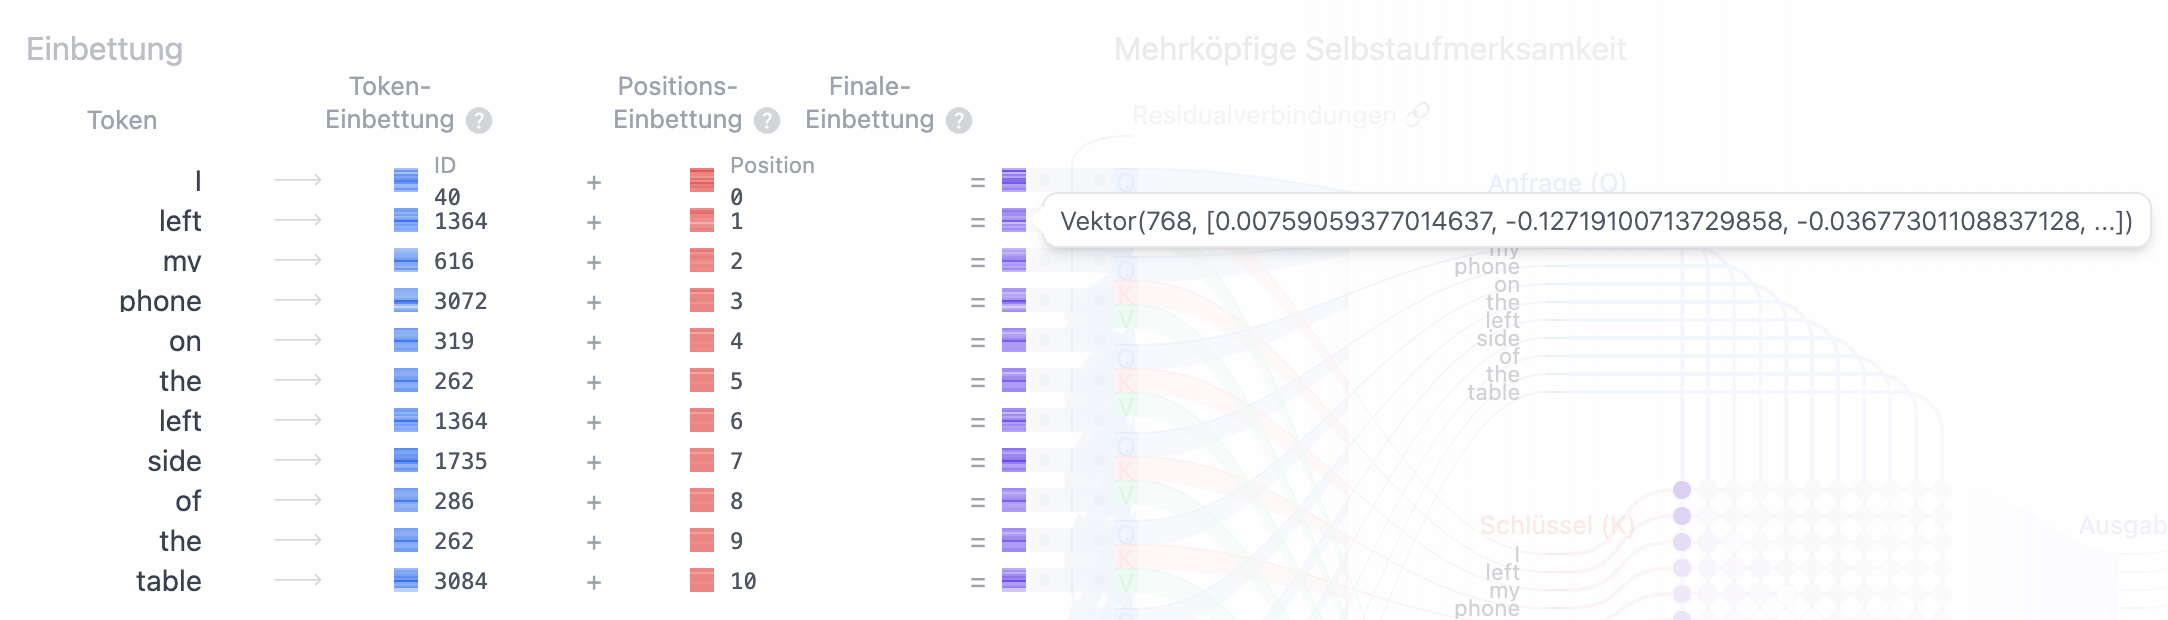 Einbettung
Mehrköpfige Selbstaufmerksamkeit
Token
Token-
Einbettung ?
Positions-
Einbettung ?
Finale-
Einbettung ?
Residualverbindungen
ID
Position
I 40 + 0 =
left 1364 + 1 =
my 616 + 2 =
phone 3072 + 3 =
on 319 + 4 =
the 262 + 5 =
left 1364 + 6 =
side 1735 + 7 =
of 286 + 8 =
the 262 + 9 =
table 3084 + 10 =
Vektor(768, [0.00759059377014637, -0.12719100713729858, -0.03677301108837128, ...])
Q
Q
K
V
Q
K
V
Q
K
V
Q
K
V
Anfrage (Q)
my
phone
on
the
left
side
of
the
table
Schlüssel (K)
I
left
my
phone
Ausgab